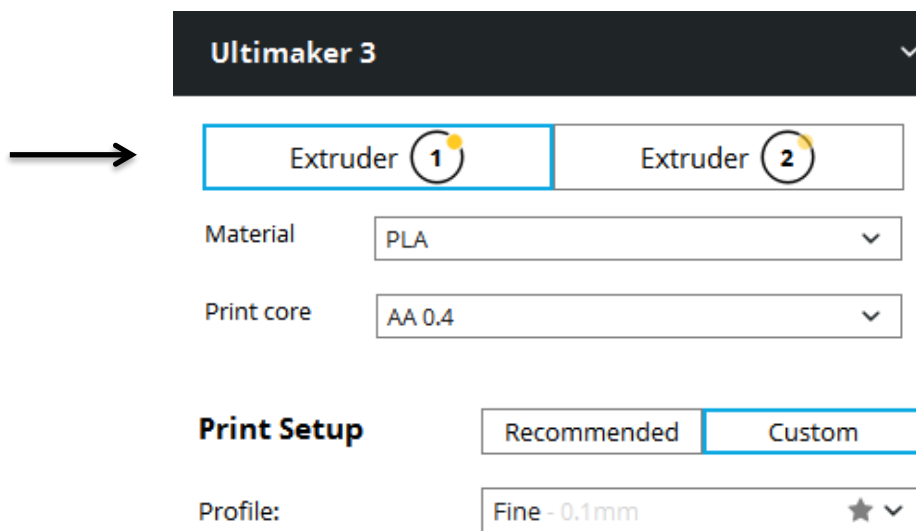 Ultimaker 3
Extruder 1 Extruder 2
Material PLA
Print core AA 0.4
Print Setup Recommended Custom
Profile: Fine - 0.1mm